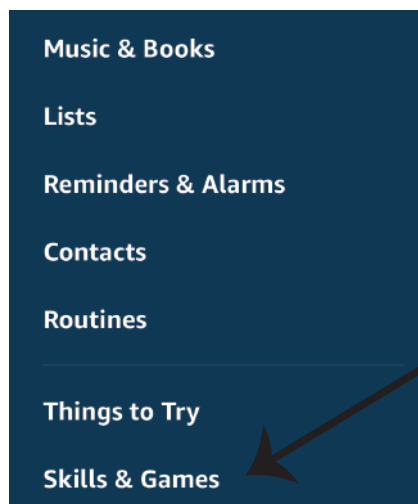 Music & Books
Lists
Reminders & Alarms
Contacts
Routines
Things to Try
Skills & Games